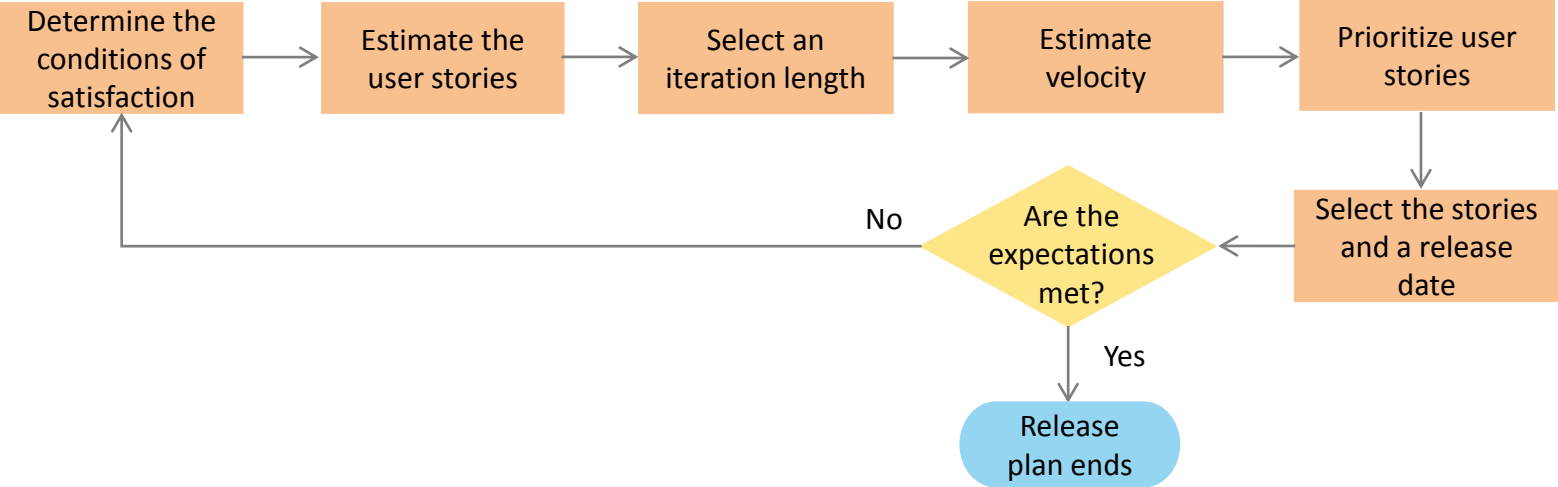 Determine the
conditions of
satisfaction
Estimate the
user stories
Select an
iteration length
Estimate
velocity
Prioritize user
stories
Select the stories
and a release
date
Are the
expectations
met?
No
Yes
Release
plan ends